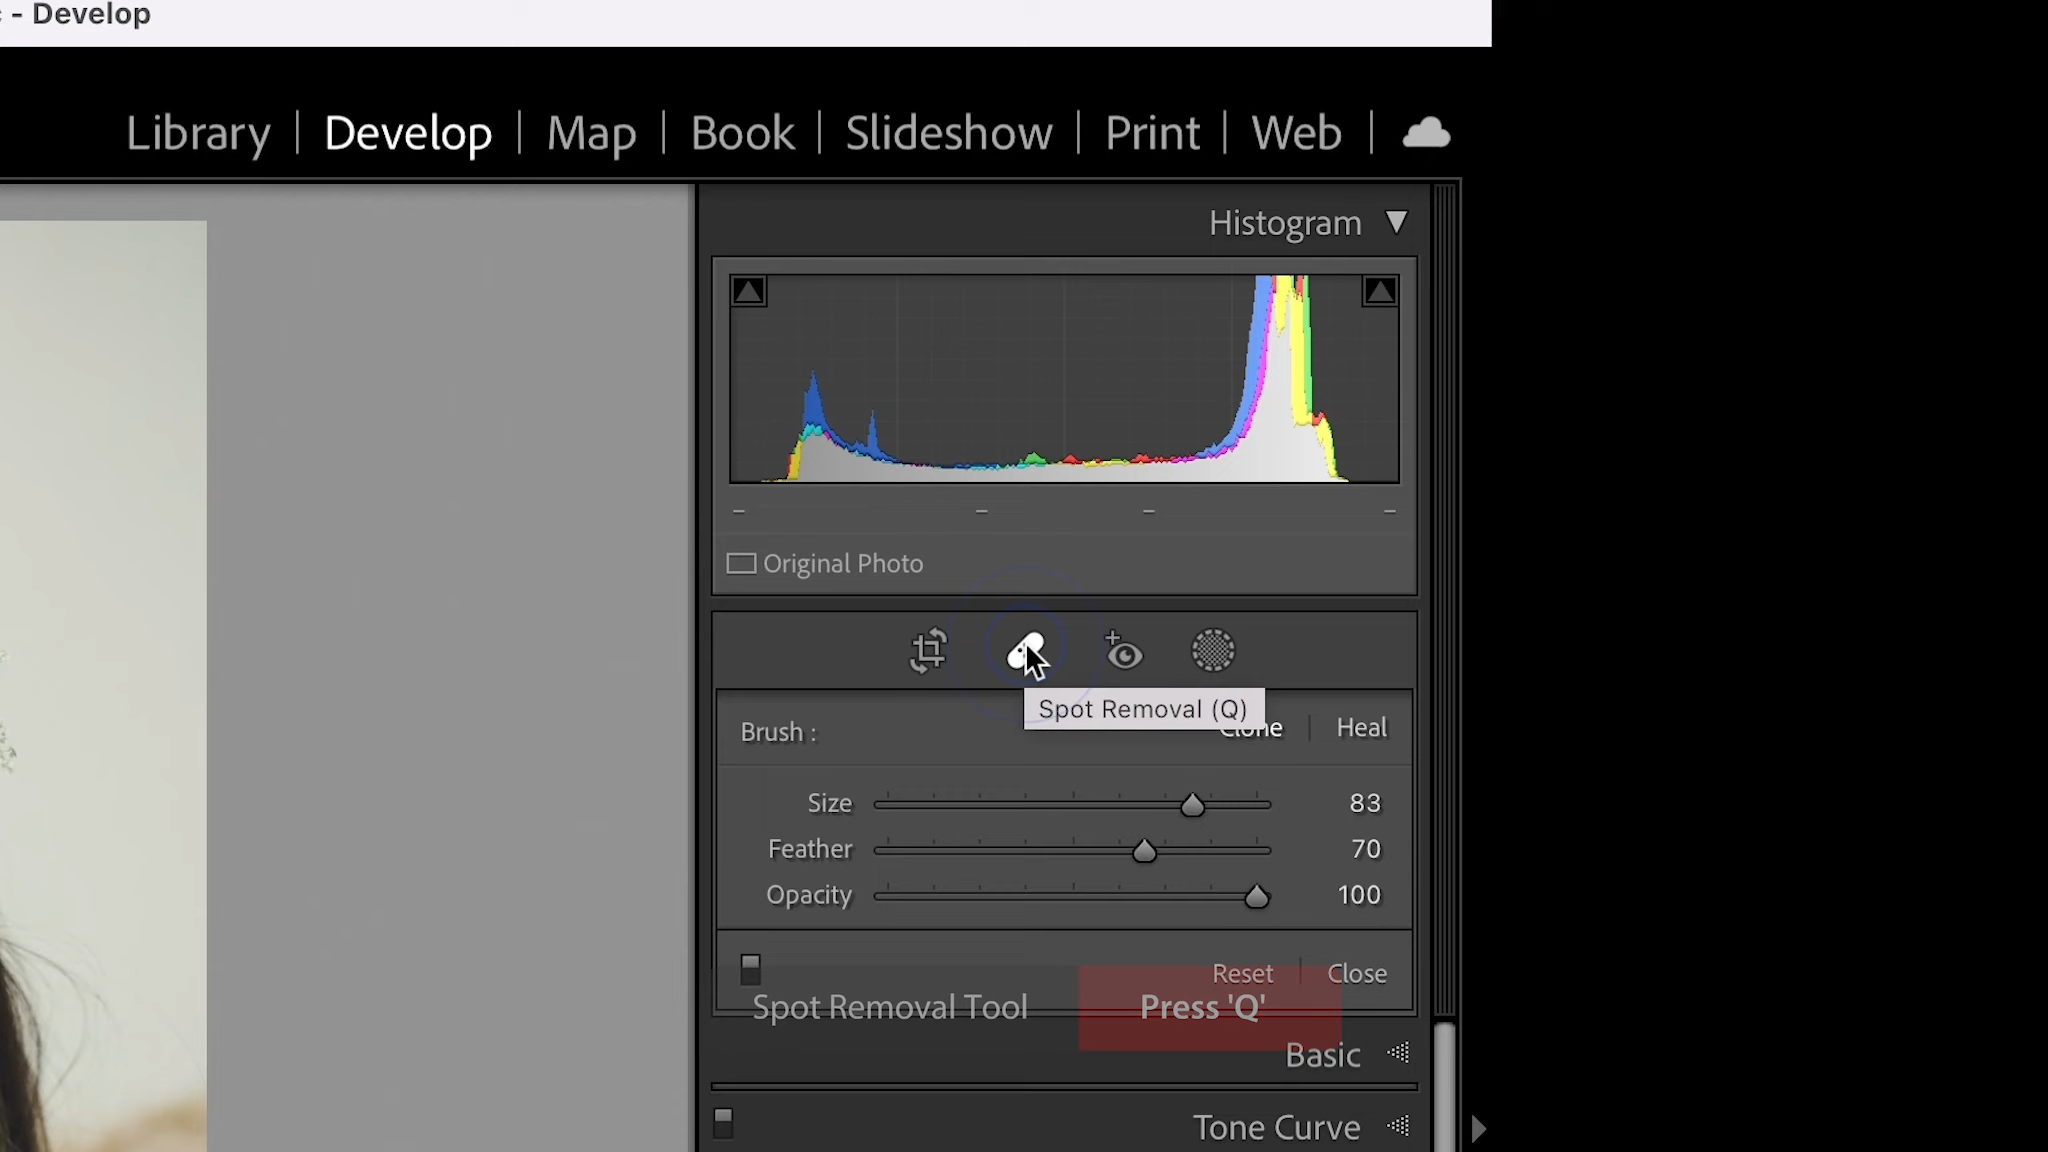 - Develop
Library | Develop | Map | Book | Slideshow | Print | Web |
Histogram
Original Photo
Spot Removal (Q)
Brush : Clone | Heal
Size 83
Feather 70
Opacity 100
Reset | Close
Spot Removal Tool Press 'Q'
Basic
Tone Curve